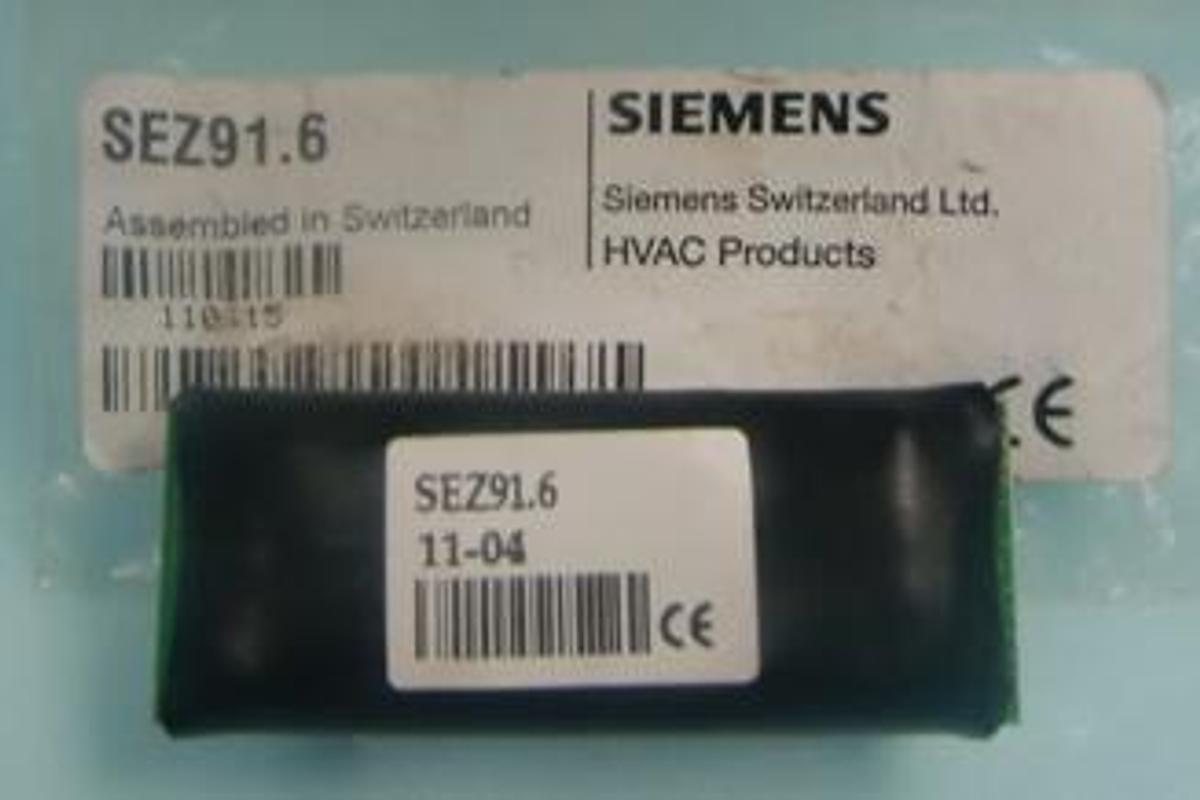 SEZ91.6
Assembled in Switzerland
SIEMENS
Siemens Switzerland Ltd.
HVAC Products
CE
SEZ91.6
11-04
CE